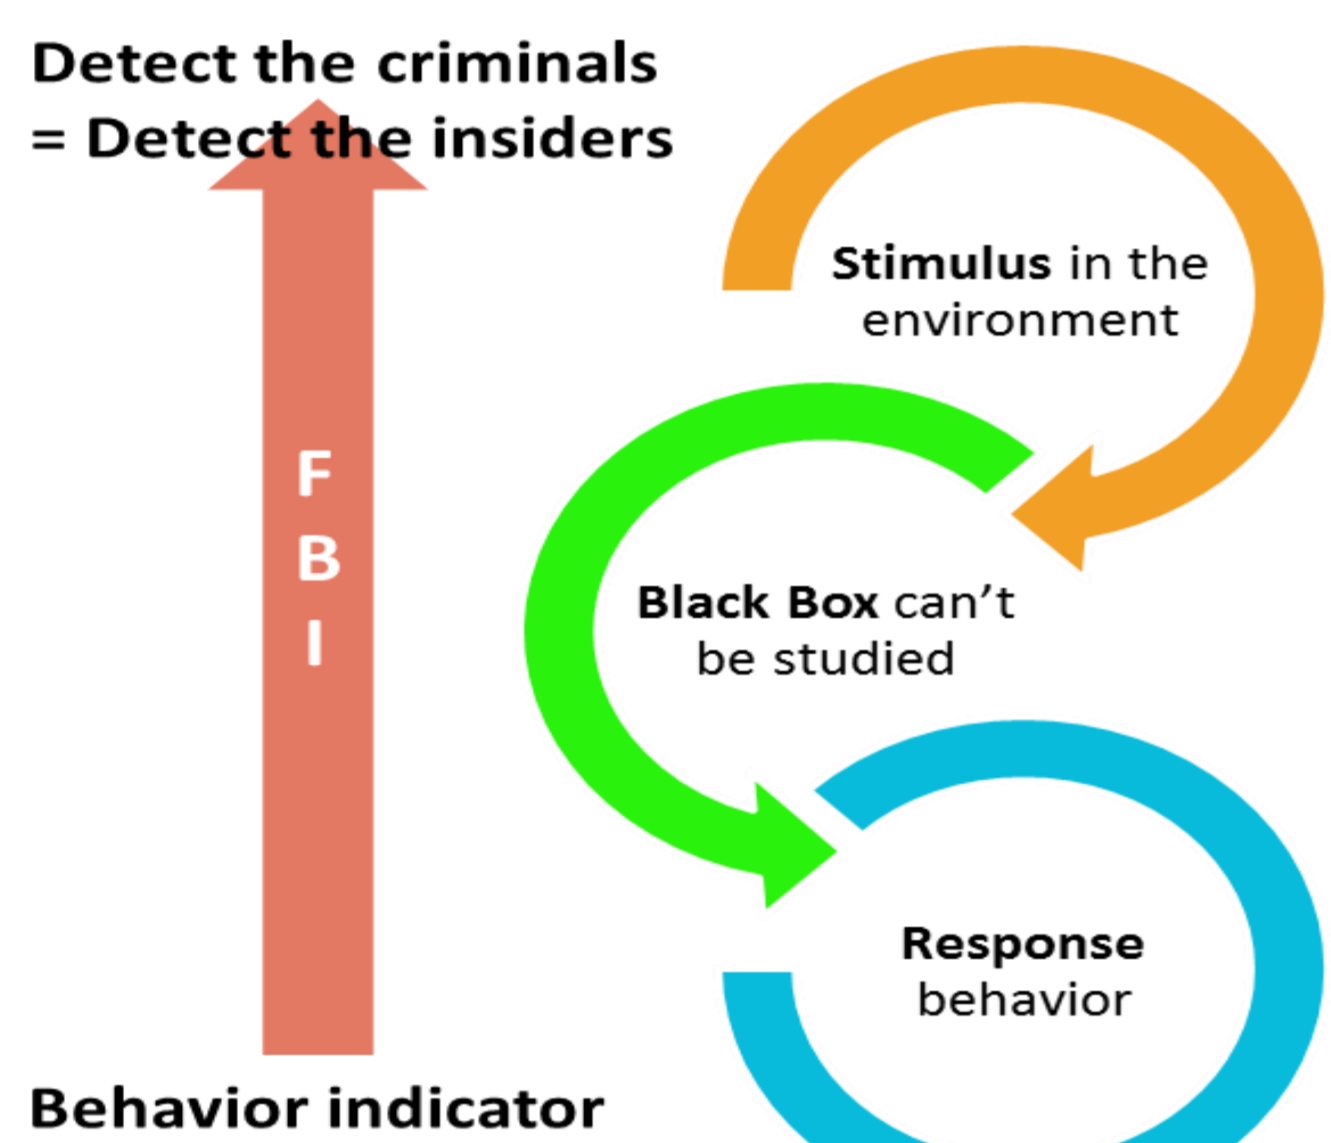 Detect the criminals
= Detect the insiders
F
B
I
Behavior indicator
Stimulus in the
environment
Black Box can’t
be studied
Response
behavior